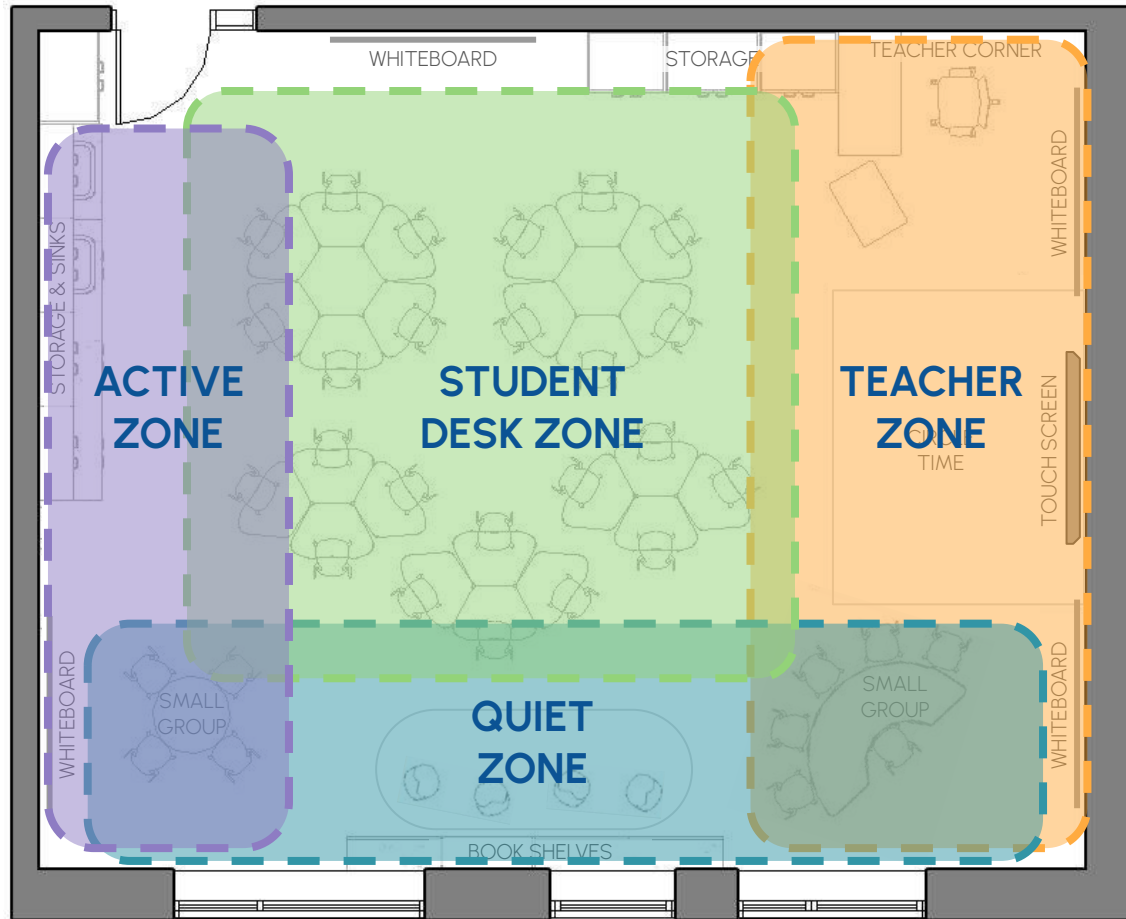 WHITEBOARD
STORAGE
TEACHER CORNER
WHITEBOARD
STORAGE & SINKS
ACTIVE
ZONE
STUDENT
DESK ZONE
TEACHER
ZONE
CIRCLE
TIME
TOUCH SCREEN
WHITEBOARD
SMALL
GROUP
QUIET
ZONE
SMALL
GROUP
WHITEBOARD
BOOK SHELVES